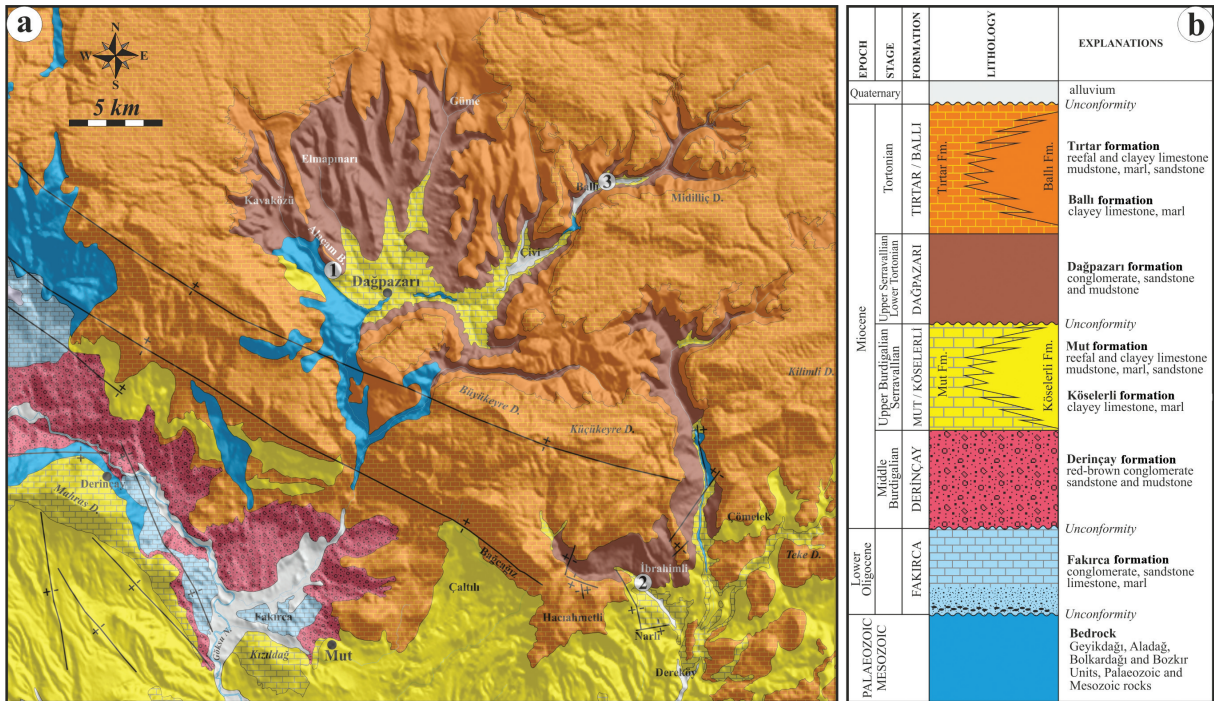 a
N
W
E
S
5 km
Güme
Elmapınarı
Kavaközü
Alaçam B.
1
Dağpazarı
Ballı
3
Midilliç D.
Çivi
Büyükeyre D.
Küçükeyre D.
Kilimli D.
Derinçay
Mahras D.
Çömelek
Teke D.
Bağcağız
İbrahimli
2
Çaltılı
Hacıahmetli
Narlı
Fakırca
Göksu N.
Kızıldağ
Mut
Dereköy
b
EPOCH
STAGE
FORMATION
LITHOLOGY
EXPLANATIONS
Quaternary
alluvium
Unconformity
Miocene
Tortonian
TIRTAR / BALLI
Tırtar Fm.
Ballı Fm.
Tırtar formation
reefal and clayey limestone
mudstone, marl, sandstone
Ballı formation
clayey limestone, marl
Upper Serravallian
Lower Tortonian
DAĞPAZARI
Dağpazarı formation
conglomerate, sandstone
and mudstone
Unconformity
Upper Burdigalian
Serravallian
MUT / KÖSELERLİ
Mut Fm.
Köselerli Fm.
Mut formation
reefal and clayey limestone
mudstone, marl, sandstone
Köselerli formation
clayey limestone, marl
Middle
Burdigalian
DERİNÇAY
Derinçay formation
red-brown conglomerate
sandstone and mudstone
Unconformity
Lower
Oligocene
FAKIRCA
Fakırca formation
conglomerate, sandstone
limestone, marl
Unconformity
PALAEOZOIC
MESOZOIC
Bedrock
Geyikdağı, Aladağ,
Bolkardağı and Bozkır
Units, Palaeozoic and
Mesozoic rocks